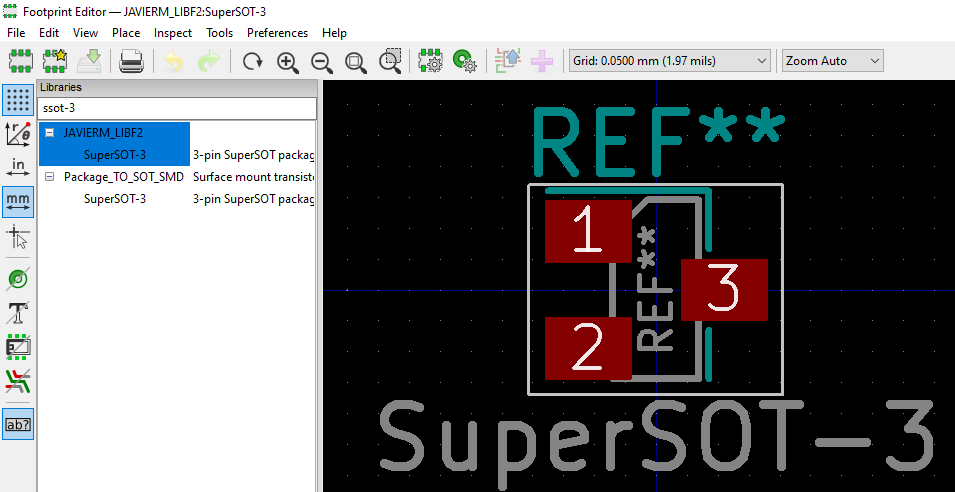 Footprint Editor — JAVIERM_LIBF2:SuperSOT-3
File Edit View Place Inspect Tools Preferences Help
Grid: 0.0500 mm (1.97 mils) Zoom Auto
Libraries
ssot-3
JAVIERM_LIBF2
SuperSOT-3 3-pin SuperSOT packag
Package_TO_SOT_SMD Surface mount transist
SuperSOT-3 3-pin SuperSOT packag
in
mm
ab?
REF**
1
REF**
3
2
SuperSOT-3